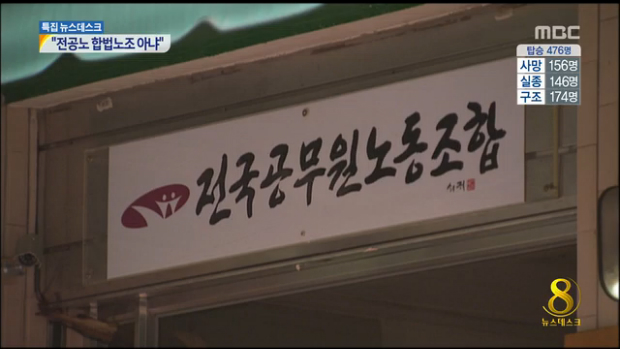 특집 뉴스데스크
"전공노 합법노조 아냐"
MBC
탑승 476명
사망 156명
실종 146명
구조 174명
전국공무원노동조합
8
뉴스데스크